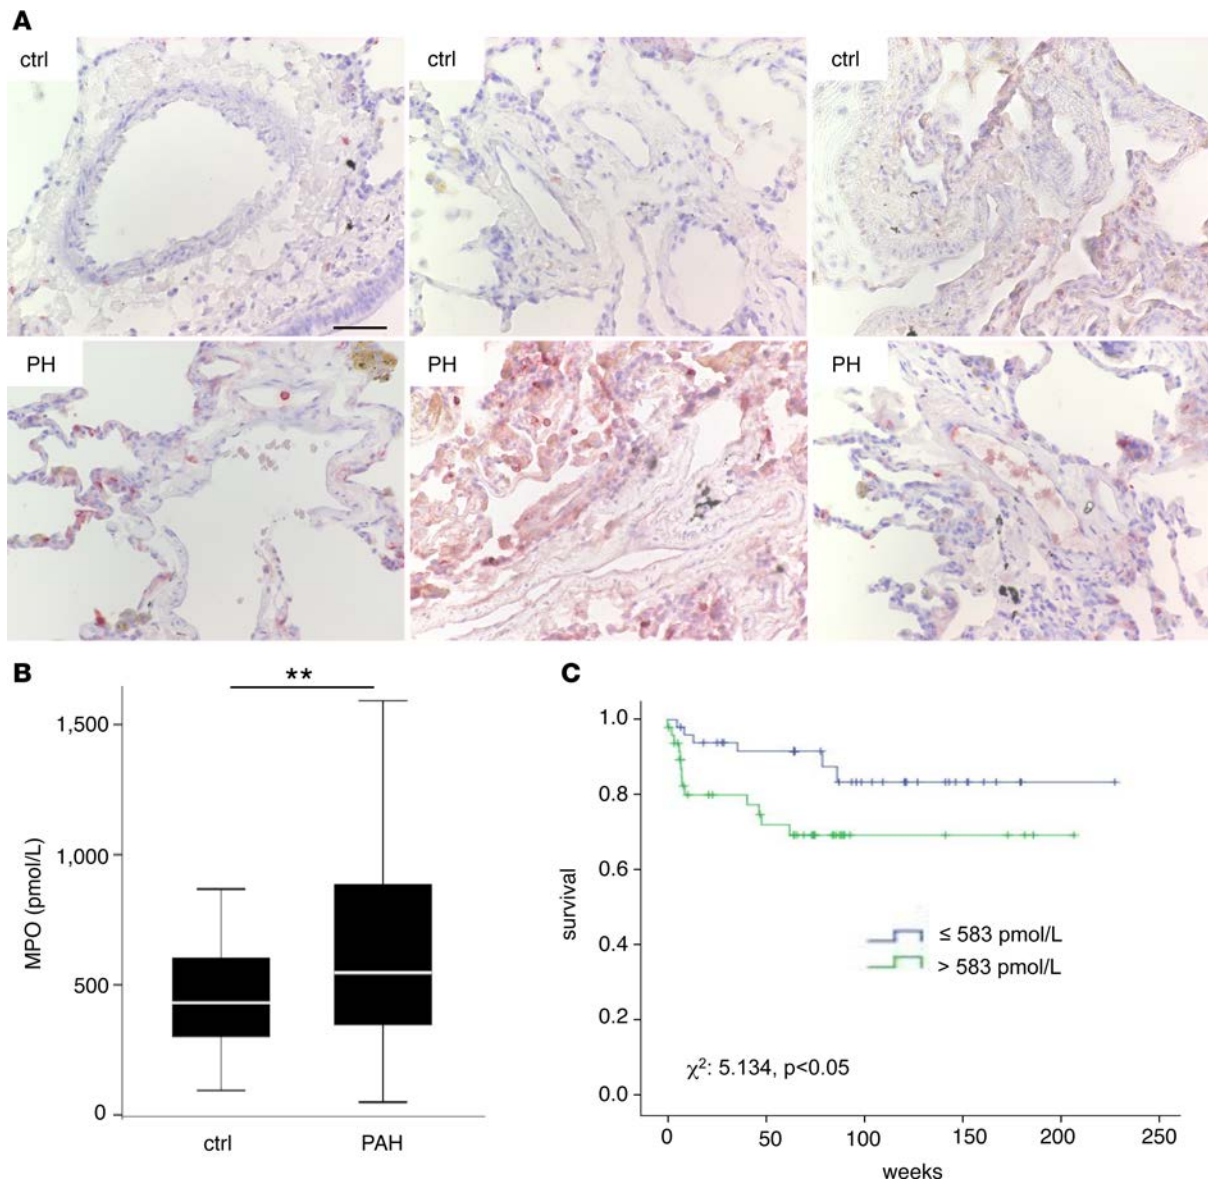 A
ctrl
ctrl
ctrl
PH
PH
PH
B
**
MPO (pmol/L)
1,500
1,000
500
0
ctrl
PAH
C
survival
1.0
0.8
0.6
0.4
0.2
0.0
≤ 583 pmol/L
> 583 pmol/L
χ²: 5.134, p<0.05
0
50
100
150
200
250
weeks